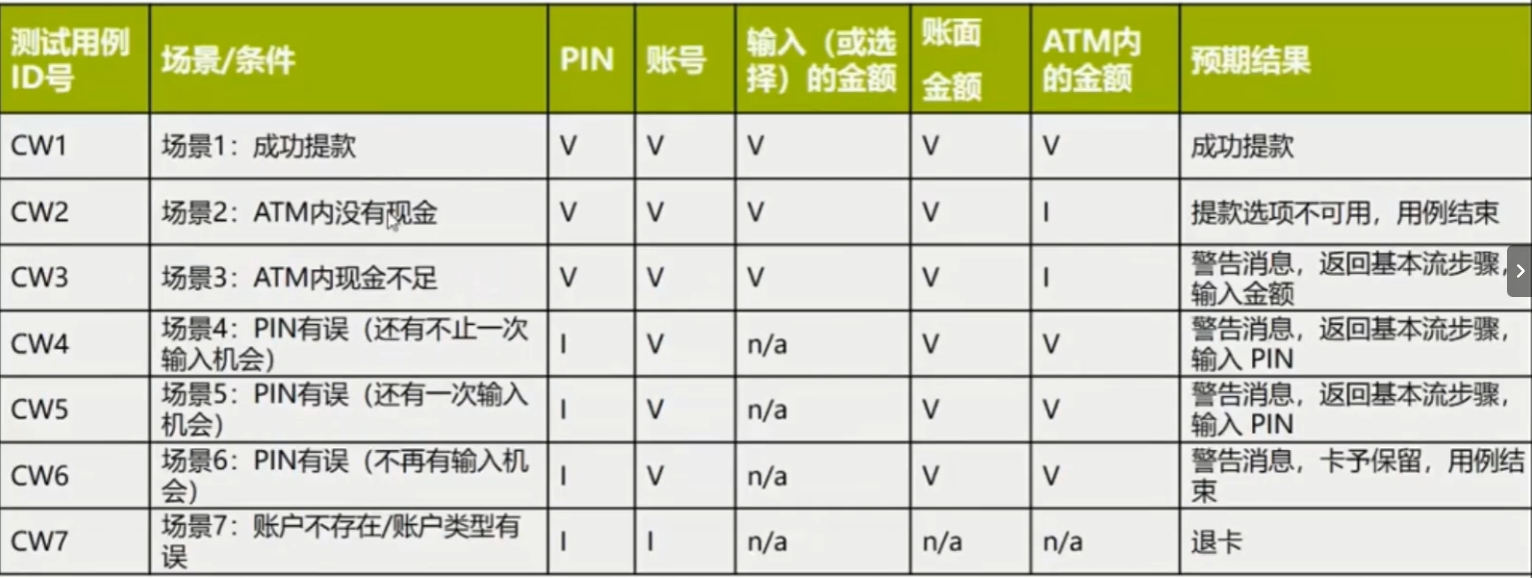 测试用例ID号 场景/条件 PIN 账号 输入（或选择）的金额 账面金额 ATM内的金额 预期结果
CW1 场景1：成功提款 V V V V V 成功提款
CW2 场景2：ATM内没有现金 V V V V I 提款选项不可用，用例结束
CW3 场景3：ATM内现金不足 V V V V I 警告消息，返回基本流步骤，输入金额
CW4 场景4：PIN有误（还有不止一次输入机会） I V n/a V V 警告消息，返回基本流步骤，输入 PIN
CW5 场景5：PIN有误（还有一次输入机会） I V n/a V V 警告消息，返回基本流步骤，输入 PIN
CW6 场景6：PIN有误（不再有输入机会） I V n/a V V 警告消息，卡予保留，用例结束
CW7 场景7：账户不存在/账户类型有误 I I n/a n/a n/a 退卡